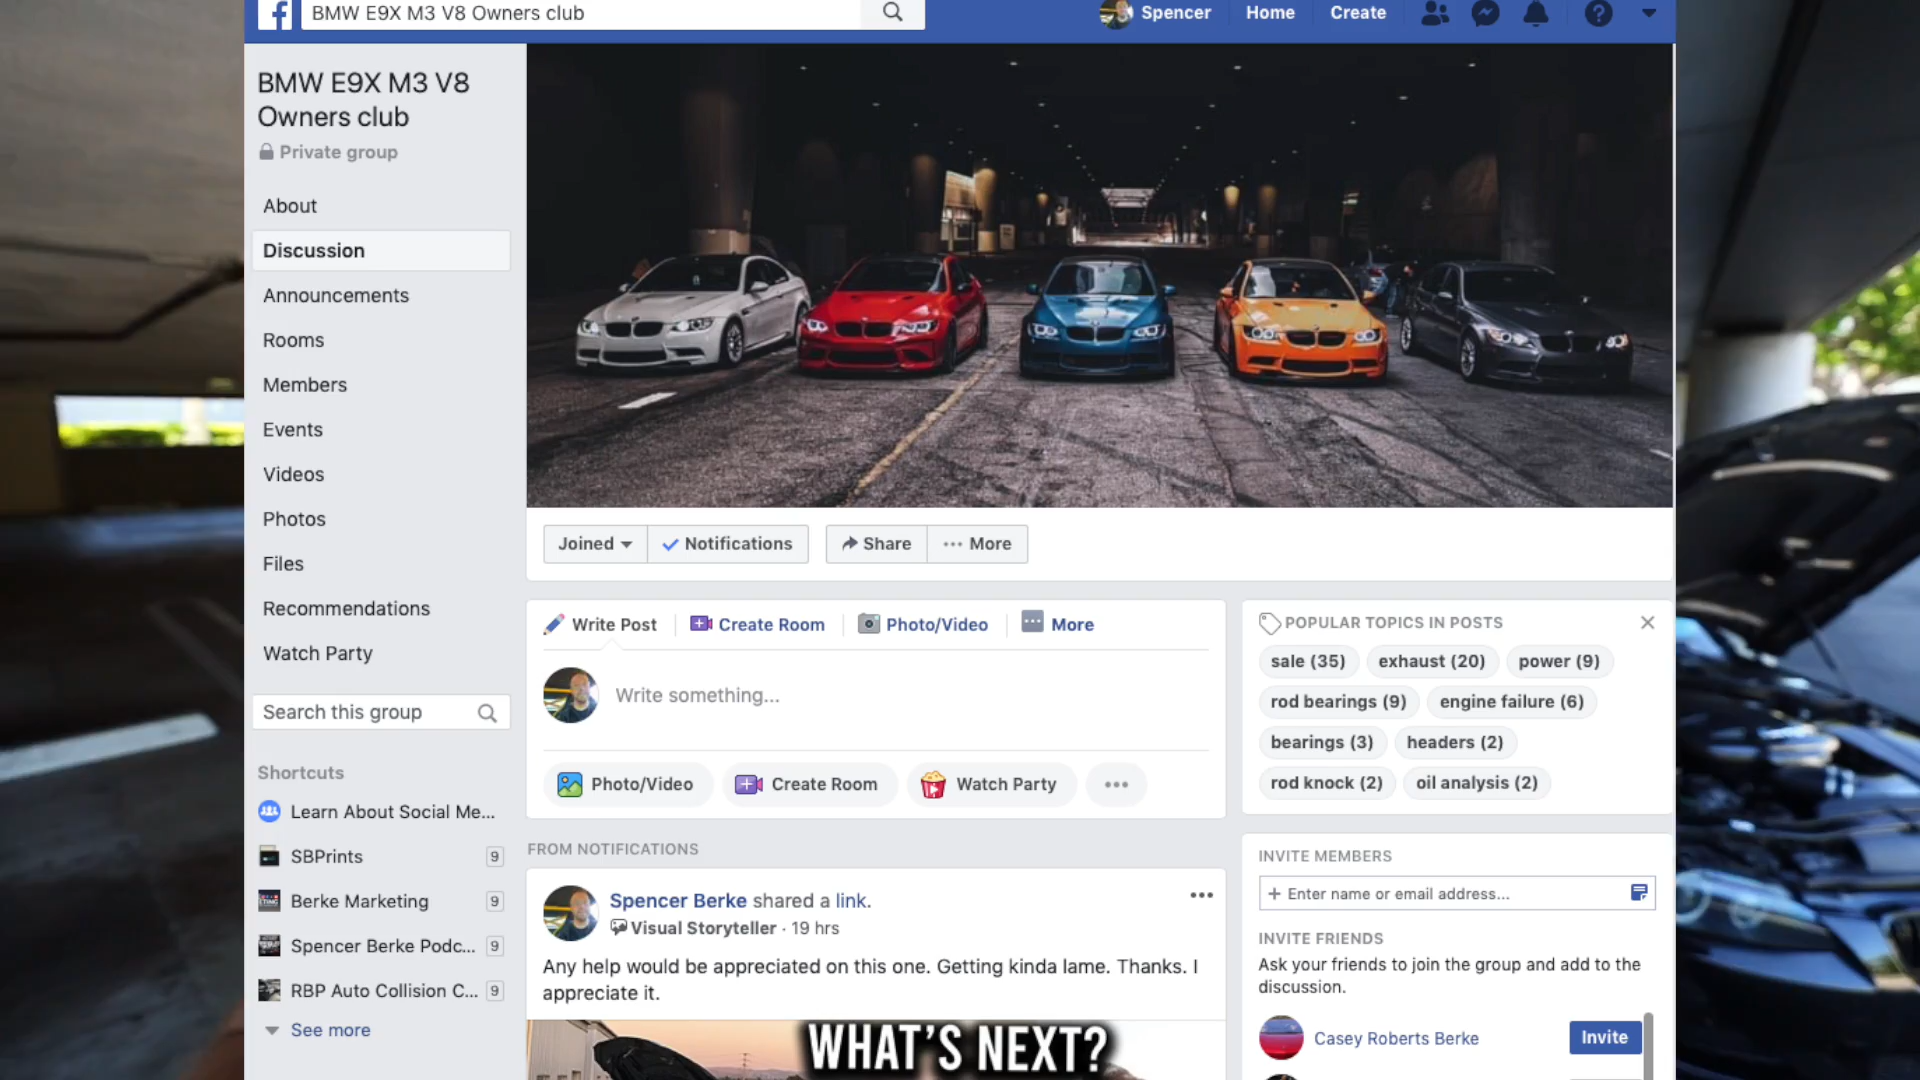 BMW E9X M3 V8 Owners club
Spencer
Home
Create
BMW E9X M3 V8
Owners club
Private group
About
Discussion
Announcements
Rooms
Members
Events
Videos
Photos
Files
Recommendations
Watch Party
Search this group
Shortcuts
Learn About Social Me...
SBPrints 9
Berke Marketing 9
Spencer Berke Podc... 9
RBP Auto Collision C... 9
See more
Joined
Notifications
Share
More
Write Post
Create Room
Photo/Video
More
Write something...
Photo/Video
Create Room
Watch Party
FROM NOTIFICATIONS
Spencer Berke shared a link.
Visual Storyteller · 19 hrs
Any help would be appreciated on this one. Getting kinda lame. Thanks. I
appreciate it.
WHAT'S NEXT?
POPULAR TOPICS IN POSTS
sale (35) exhaust (20) power (9)
rod bearings (9) engine failure (6)
bearings (3) headers (2)
rod knock (2) oil analysis (2)
INVITE MEMBERS
+ Enter name or email address...
INVITE FRIENDS
Ask your friends to join the group and add to the
discussion.
Casey Roberts Berke
Invite